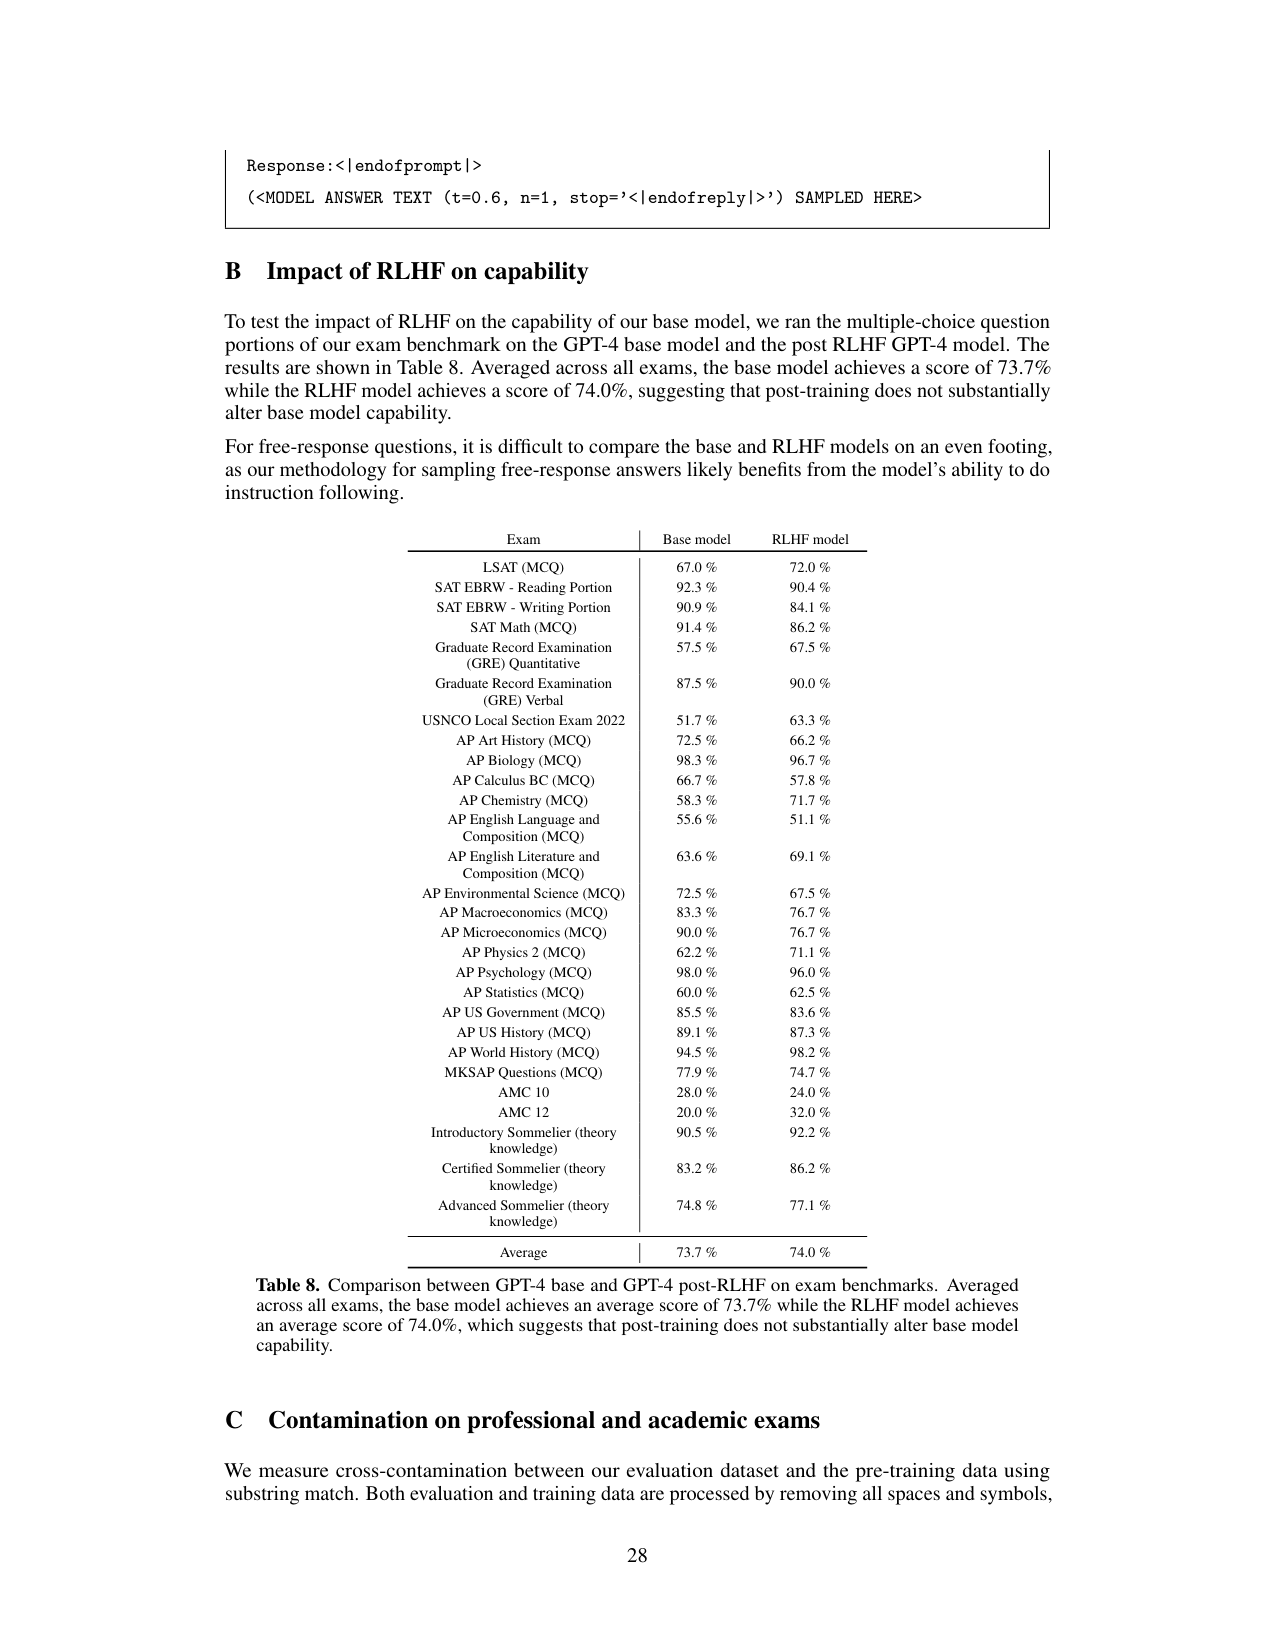 Response:<|endofprompt|>
(<MODEL ANSWER TEXT (t=0.6, n=1, stop='<|endofreply|>') SAMPLED HERE>
B Impact of RLHF on capability
To test the impact of RLHF on the capability of our base model, we ran the multiple-choice question
portions of our exam benchmark on the GPT-4 base model and the post RLHF GPT-4 model. The
results are shown in Table 8. Averaged across all exams, the base model achieves a score of 73.7%
while the RLHF model achieves a score of 74.0%, suggesting that post-training does not substantially
alter base model capability.
For free-response questions, it is difficult to compare the base and RLHF models on an even footing,
as our methodology for sampling free-response answers likely benefits from the model's ability to do
instruction following.
Exam Base model RLHF model
LSAT (MCQ) 67.0 % 72.0 %
SAT EBRW - Reading Portion 92.3 % 90.4 %
SAT EBRW - Writing Portion 90.9 % 84.1 %
SAT Math (MCQ) 91.4 % 86.2 %
Graduate Record Examination 57.5 % 67.5 %
(GRE) Quantitative
Graduate Record Examination 87.5 % 90.0 %
(GRE) Verbal
USNCO Local Section Exam 2022 51.7 % 63.3 %
AP Art History (MCQ) 72.5 % 66.2 %
AP Biology (MCQ) 98.3 % 96.7 %
AP Calculus BC (MCQ) 66.7 % 57.8 %
AP Chemistry (MCQ) 58.3 % 71.7 %
AP English Language and 55.6 % 51.1 %
Composition (MCQ)
AP English Literature and 63.6 % 69.1 %
Composition (MCQ)
AP Environmental Science (MCQ) 72.5 % 67.5 %
AP Macroeconomics (MCQ) 83.3 % 76.7 %
AP Microeconomics (MCQ) 90.0 % 76.7 %
AP Physics 2 (MCQ) 62.2 % 71.1 %
AP Psychology (MCQ) 98.0 % 96.0 %
AP Statistics (MCQ) 60.0 % 62.5 %
AP US Government (MCQ) 85.5 % 83.6 %
AP US History (MCQ) 89.1 % 87.3 %
AP World History (MCQ) 94.5 % 98.2 %
MKSAP Questions (MCQ) 77.9 % 74.7 %
AMC 10 28.0 % 24.0 %
AMC 12 20.0 % 32.0 %
Introductory Sommelier (theory 90.5 % 92.2 %
knowledge)
Certified Sommelier (theory 83.2 % 86.2 %
knowledge)
Advanced Sommelier (theory 74.8 % 77.1 %
knowledge)
Average 73.7 % 74.0 %
Table 8. Comparison between GPT-4 base and GPT-4 post-RLHF on exam benchmarks. Averaged
across all exams, the base model achieves an average score of 73.7% while the RLHF model achieves
an average score of 74.0%, which suggests that post-training does not substantially alter base model
capability.
C Contamination on professional and academic exams
We measure cross-contamination between our evaluation dataset and the pre-training data using
substring match. Both evaluation and training data are processed by removing all spaces and symbols,
28